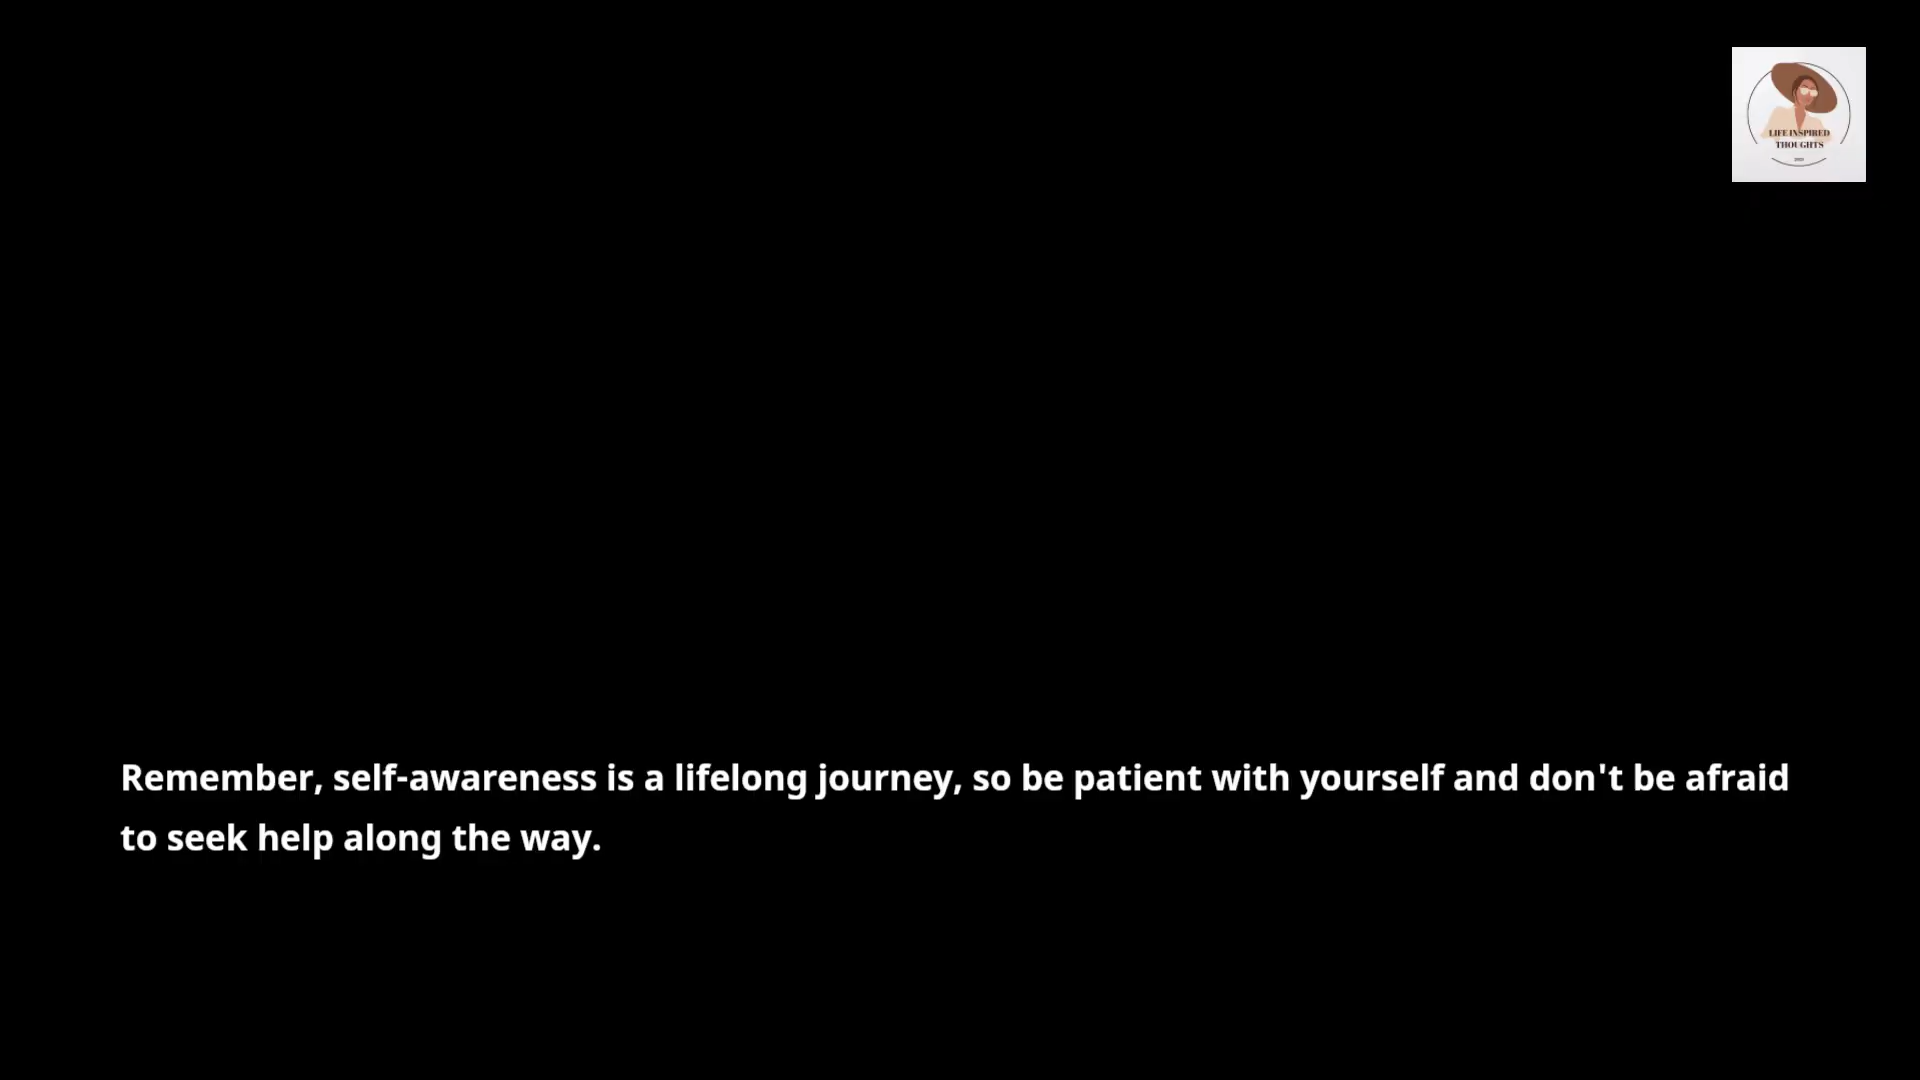 LIFE INSPIRED
THOUGHTS
Remember, self-awareness is a lifelong journey, so be patient with yourself and don't be afraid
to seek help along the way.